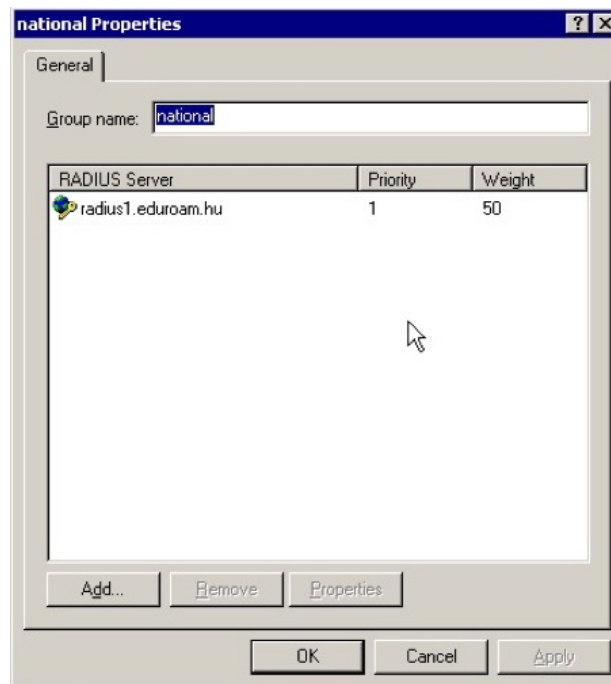 national Properties
General
Group name: national
RADIUS Server Priority Weight
radius1.eduroam.hu 1 50
Add... Remove Properties
OK Cancel Apply